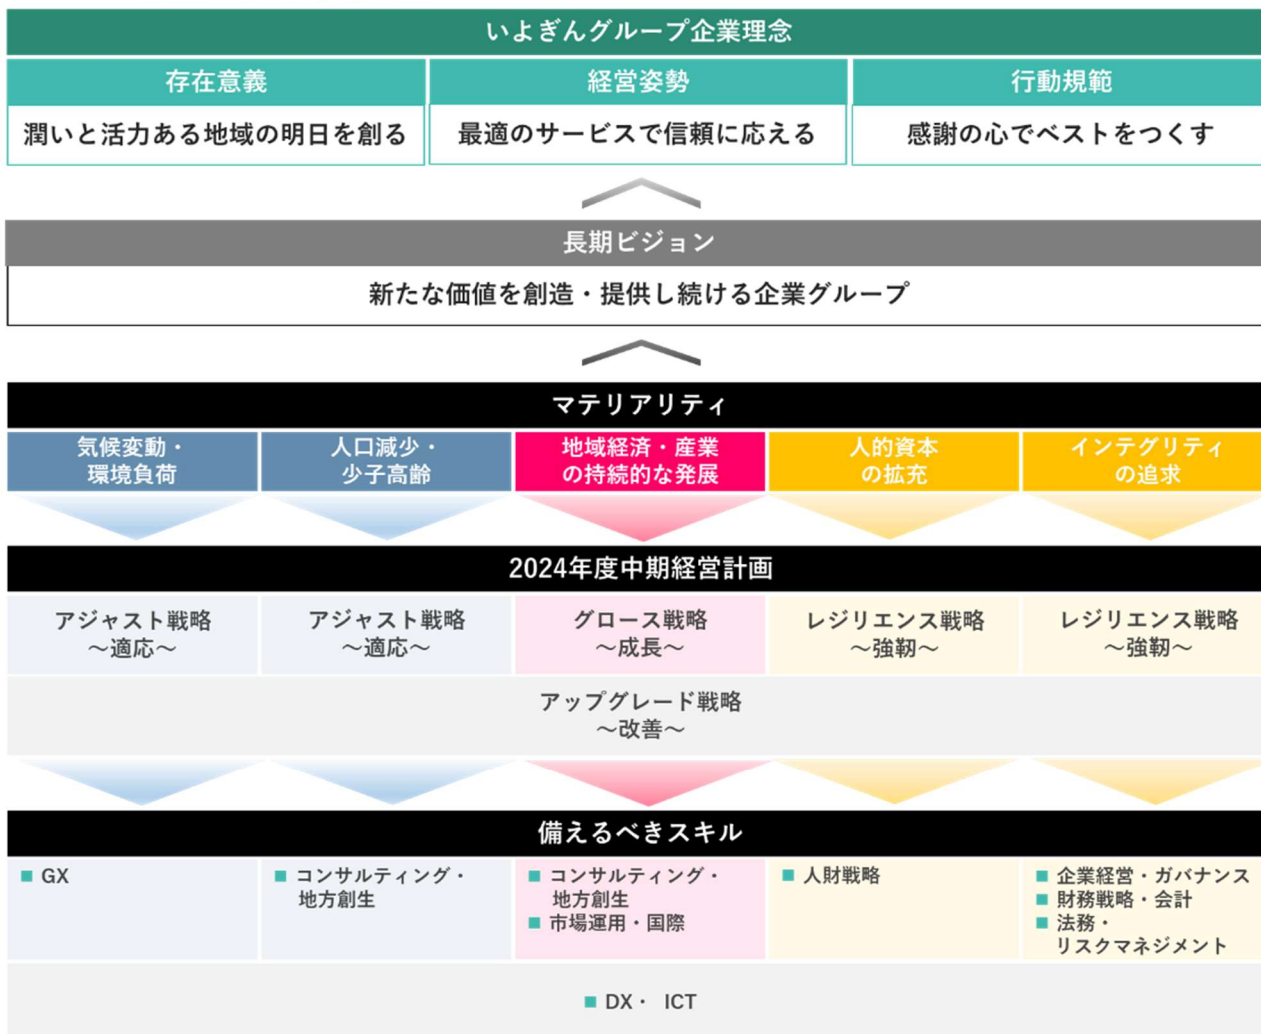 いよぎんグループ企業理念
存在意義
経営姿勢
行動規範
潤いと活力ある地域の明日を創る
最適のサービスで信頼に応える
感謝の心でベストをつくす
長期ビジョン
新たな価値を創造・提供し続ける企業グループ
マテリアリティ
気候変動・
環境負荷
人口減少・
少子高齢
地域経済・産業
の持続的な発展
人的資本
の拡充
インテグリティ
の追求
2024年度中期経営計画
アジャスト戦略
～適応～
アジャスト戦略
～適応～
グロース戦略
～成長～
レジリエンス戦略
～強靭～
レジリエンス戦略
～強靭～
アップグレード戦略
～改善～
備えるべきスキル
GX
コンサルティング・
地方創生
コンサルティング・
地方創生
市場運用・国際
人財戦略
企業経営・ガバナンス
財務戦略・会計
法務・
リスクマネジメント
DX・ ICT